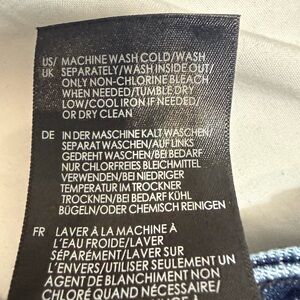 US/ MACHINE WASH COLD/WASH
UK SEPARATELY/WASH INSIDE OUT/
ONLY NON-CHLORINE BLEACH
WHEN NEEDED/TUMBLE DRY
LOW/COOL IRON IF NEEDED/
OR DRY CLEAN
DE IN DER MASCHINE KALT WASCHEN
SEPARAT WASCHEN/AUF LINKS
GEDREHT WASCHEN/BEI BEDARF
NUR CHLORFREIES BLEICHMITTEL
VERWENDEN/BEI NIEDRIGER
TEMPERATUR IM TROCKNER
TROCKNEN/BEI BEDARF KÜHL
BÜGELN/ODER CHEMISCH REINIGEN
FR LAVER À LA MACHINE À
L'EAU FROIDE/LAVER
SÉPARÉMENT/LAVER SUR
L'ENVERS/UTILISER SEULEMENT UN
AGENT DE BLANCHIMENT NON
CHLORÉ QUAND NÉCESSAIRE/